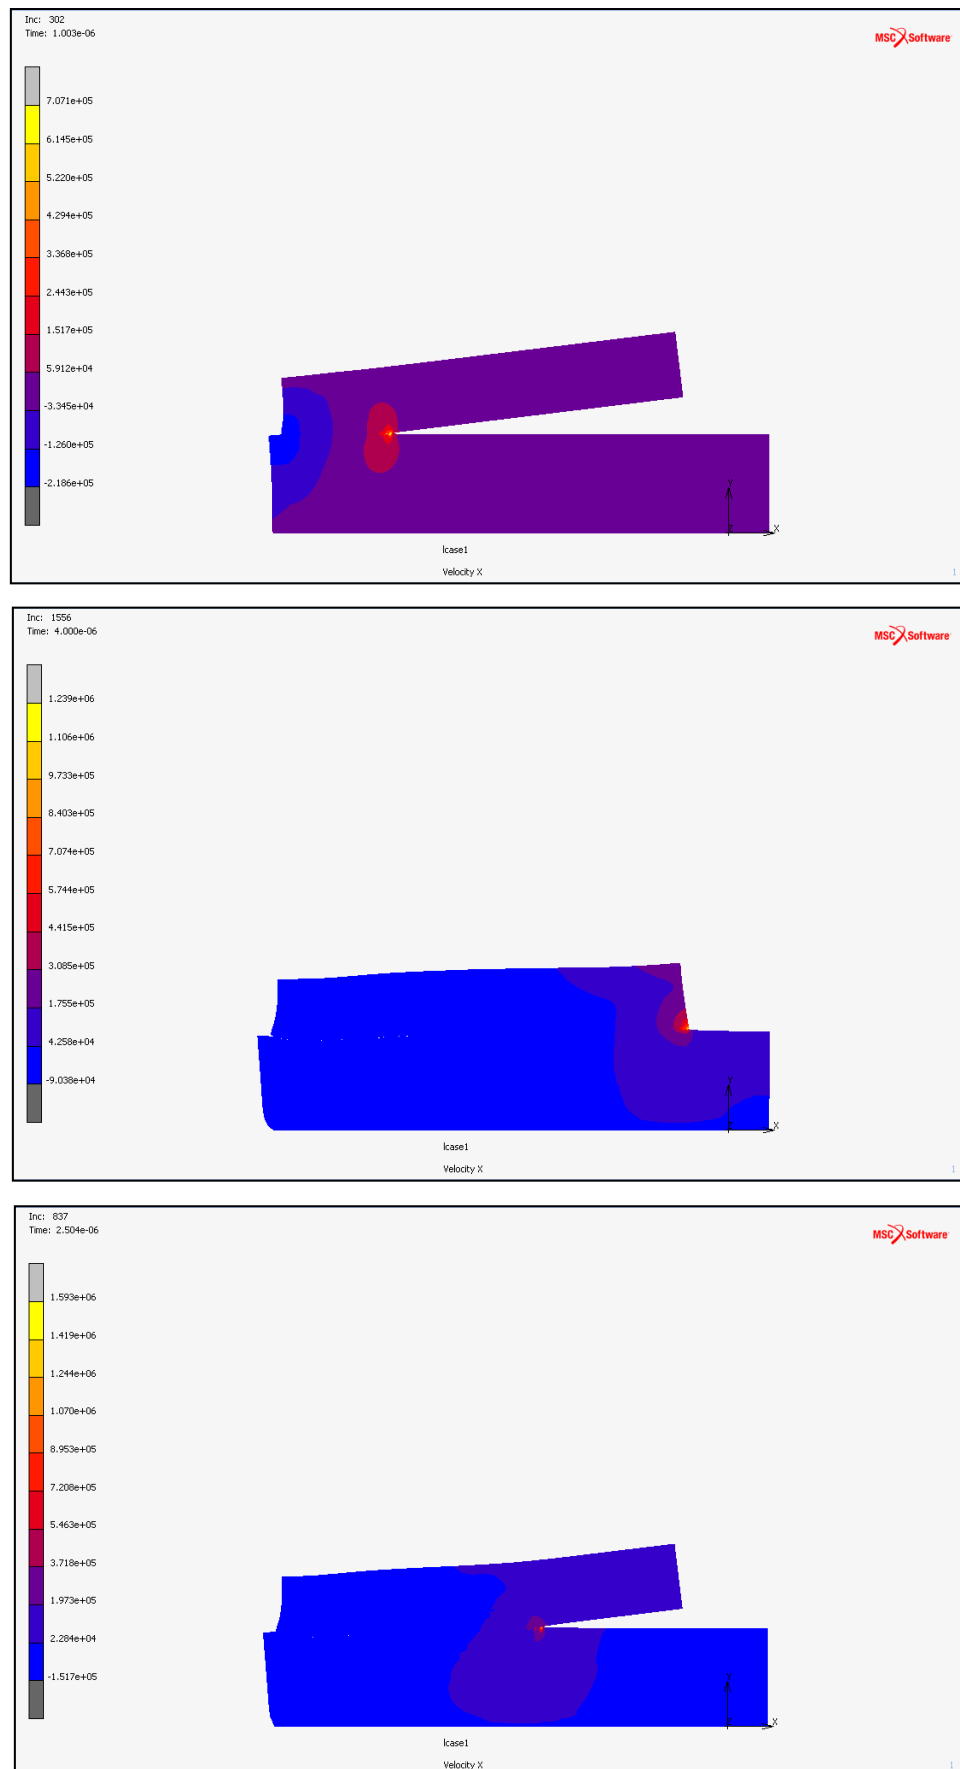 Inc: 302
Time: 1.003e-06
MSC Software
7.071e+05
6.145e+05
5.220e+05
4.294e+05
3.368e+05
2.443e+05
1.517e+05
5.912e+04
-3.345e+04
-1.260e+05
-2.186e+05
Y
Z
X
lcase1
Velocity X
1
Inc: 1556
Time: 4.000e-06
MSC Software
1.239e+06
1.106e+06
9.733e+05
8.403e+05
7.074e+05
5.744e+05
4.415e+05
3.085e+05
1.755e+05
4.258e+04
-9.038e+04
Y
Z
X
lcase1
Velocity X
1
Inc: 837
Time: 2.504e-06
MSC Software
1.593e+06
1.419e+06
1.244e+06
1.070e+06
8.953e+05
7.208e+05
5.463e+05
3.718e+05
1.973e+05
2.284e+04
-1.517e+05
Y
Z
X
lcase1
Velocity X
1